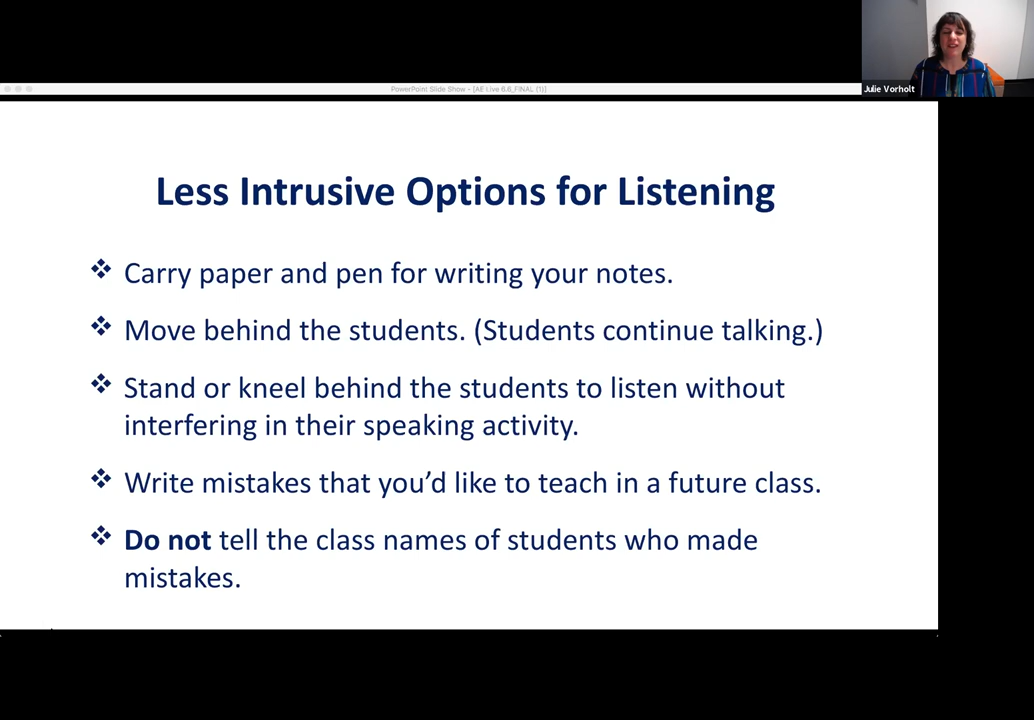 Julie Vorholt
PowerPoint Slide Show - [AE Live 6.6_FINAL (1)]
Less Intrusive Options for Listening
❖ Carry paper and pen for writing your notes.
❖ Move behind the students. (Students continue talking.)
❖ Stand or kneel behind the students to listen without
interfering in their speaking activity.
❖ Write mistakes that you’d like to teach in a future class.
❖ Do not tell the class names of students who made
mistakes.